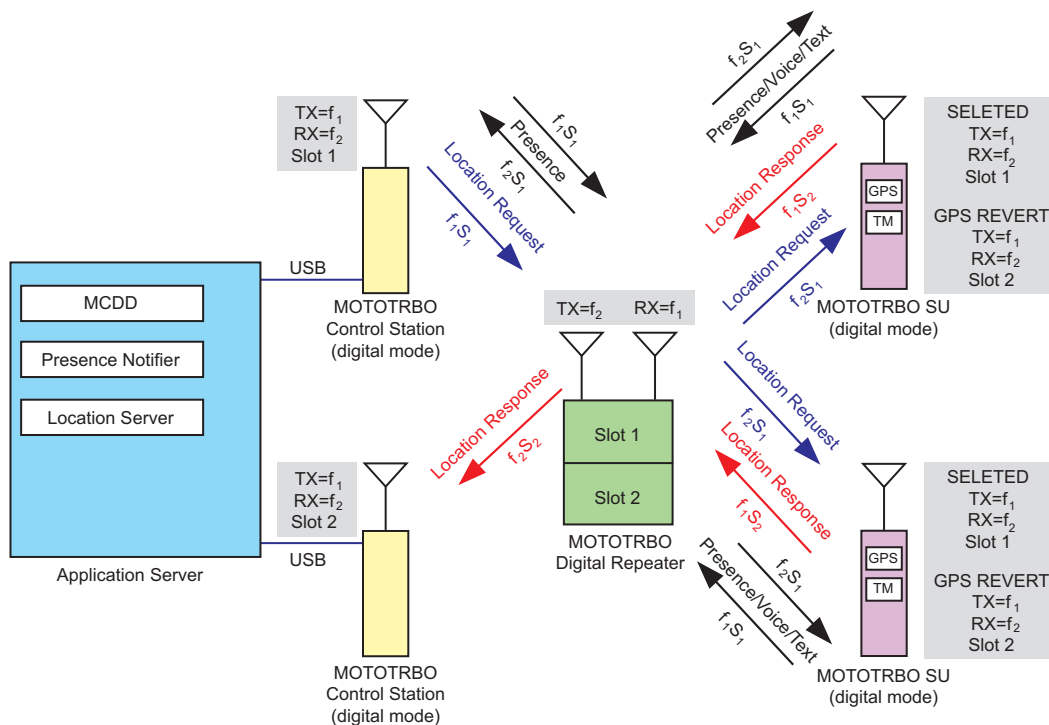 TX=f1
RX=f2
Slot 1
USB
MCDD
Presence Notifier
Location Server
Application Server
MOTOTRBO
Control Station
(digital mode)
Location Request
f1S1
f1S1
Presence
f2S1
f2S1
Presence/Voice/Text
f1S1
Location Response
f1S2
Location Request
f2S1
GPS
TM
MOTOTRBO SU
(digital mode)
SELETED
TX=f1
RX=f2
Slot 1
GPS REVERT
TX=f1
RX=f2
Slot 2
TX=f2
RX=f1
Slot 1
Slot 2
MOTOTRBO
Digital Repeater
Location Response
f2S2
TX=f1
RX=f2
Slot 2
USB
MOTOTRBO
Control Station
(digital mode)
Location Request
f2S1
Location Response
f1S2
f2S1
Presence/Voice/Text
f1S1
GPS
TM
MOTOTRBO SU
(digital mode)
SELETED
TX=f1
RX=f2
Slot 1
GPS REVERT
TX=f1
RX=f2
Slot 2